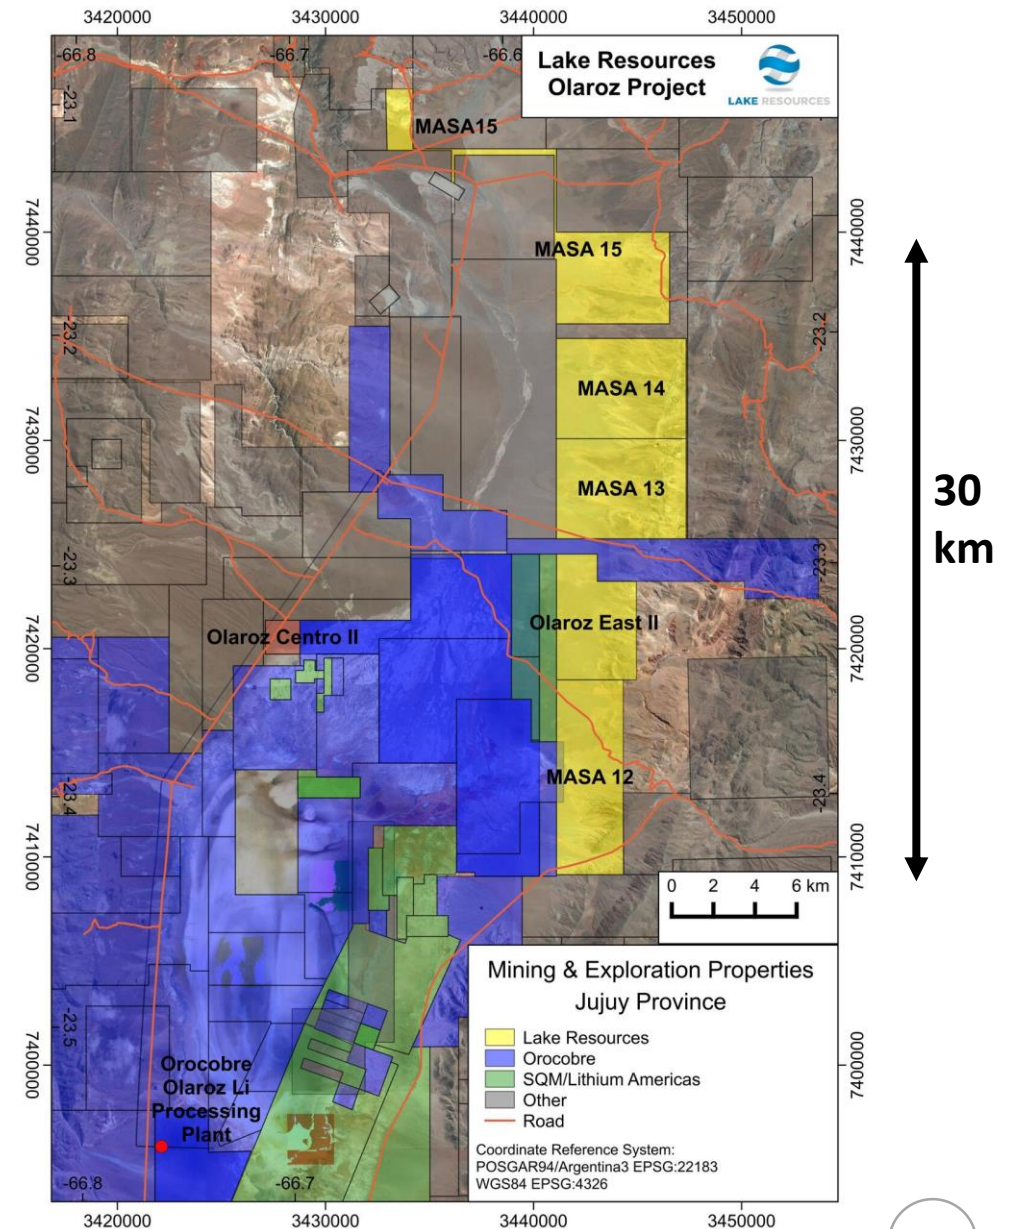 3420000
3430000
3440000
3450000
-66.8
-66.7
-66.6
Lake Resources
Olaroz Project
LAKE RESOURCES
-23.1
MASA15
7440000
MASA 15
7440000
-23.2
-23.2
MASA 14
7430000
7430000
MASA 13
30
km
-23.3
-23.3
7420000
Olaroz Centro II
Olaroz East II
7420000
-23.4
MASA 12
-23.4
7410000
7410000
0 2 4 6 km
Mining & Exploration Properties
Jujuy Province
Lake Resources
Orocobre
SQM/Lithium Americas
Other
Road
Coordinate Reference System:
POSGAR94/Argentina3 EPSG:22183
WGS84 EPSG:4326
-23.5
7400000
7400000
Orocobre
Olaroz Li
Processing
Plant
-66.8
-66.7
3420000
3430000
3440000
3450000